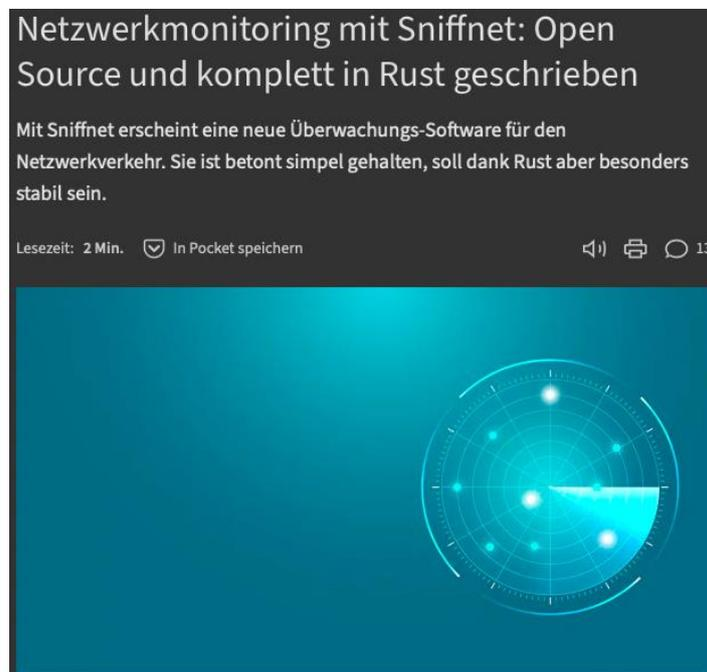 Netzwerkmonitoring mit Sniffnet: Open
Source und komplett in Rust geschrieben
Mit Sniffnet erscheint eine neue Überwachungs-Software für den
Netzwerkverkehr. Sie ist betont simpel gehalten, soll dank Rust aber besonders
stabil sein.
Lesezeit: 2 Min. In Pocket speichern